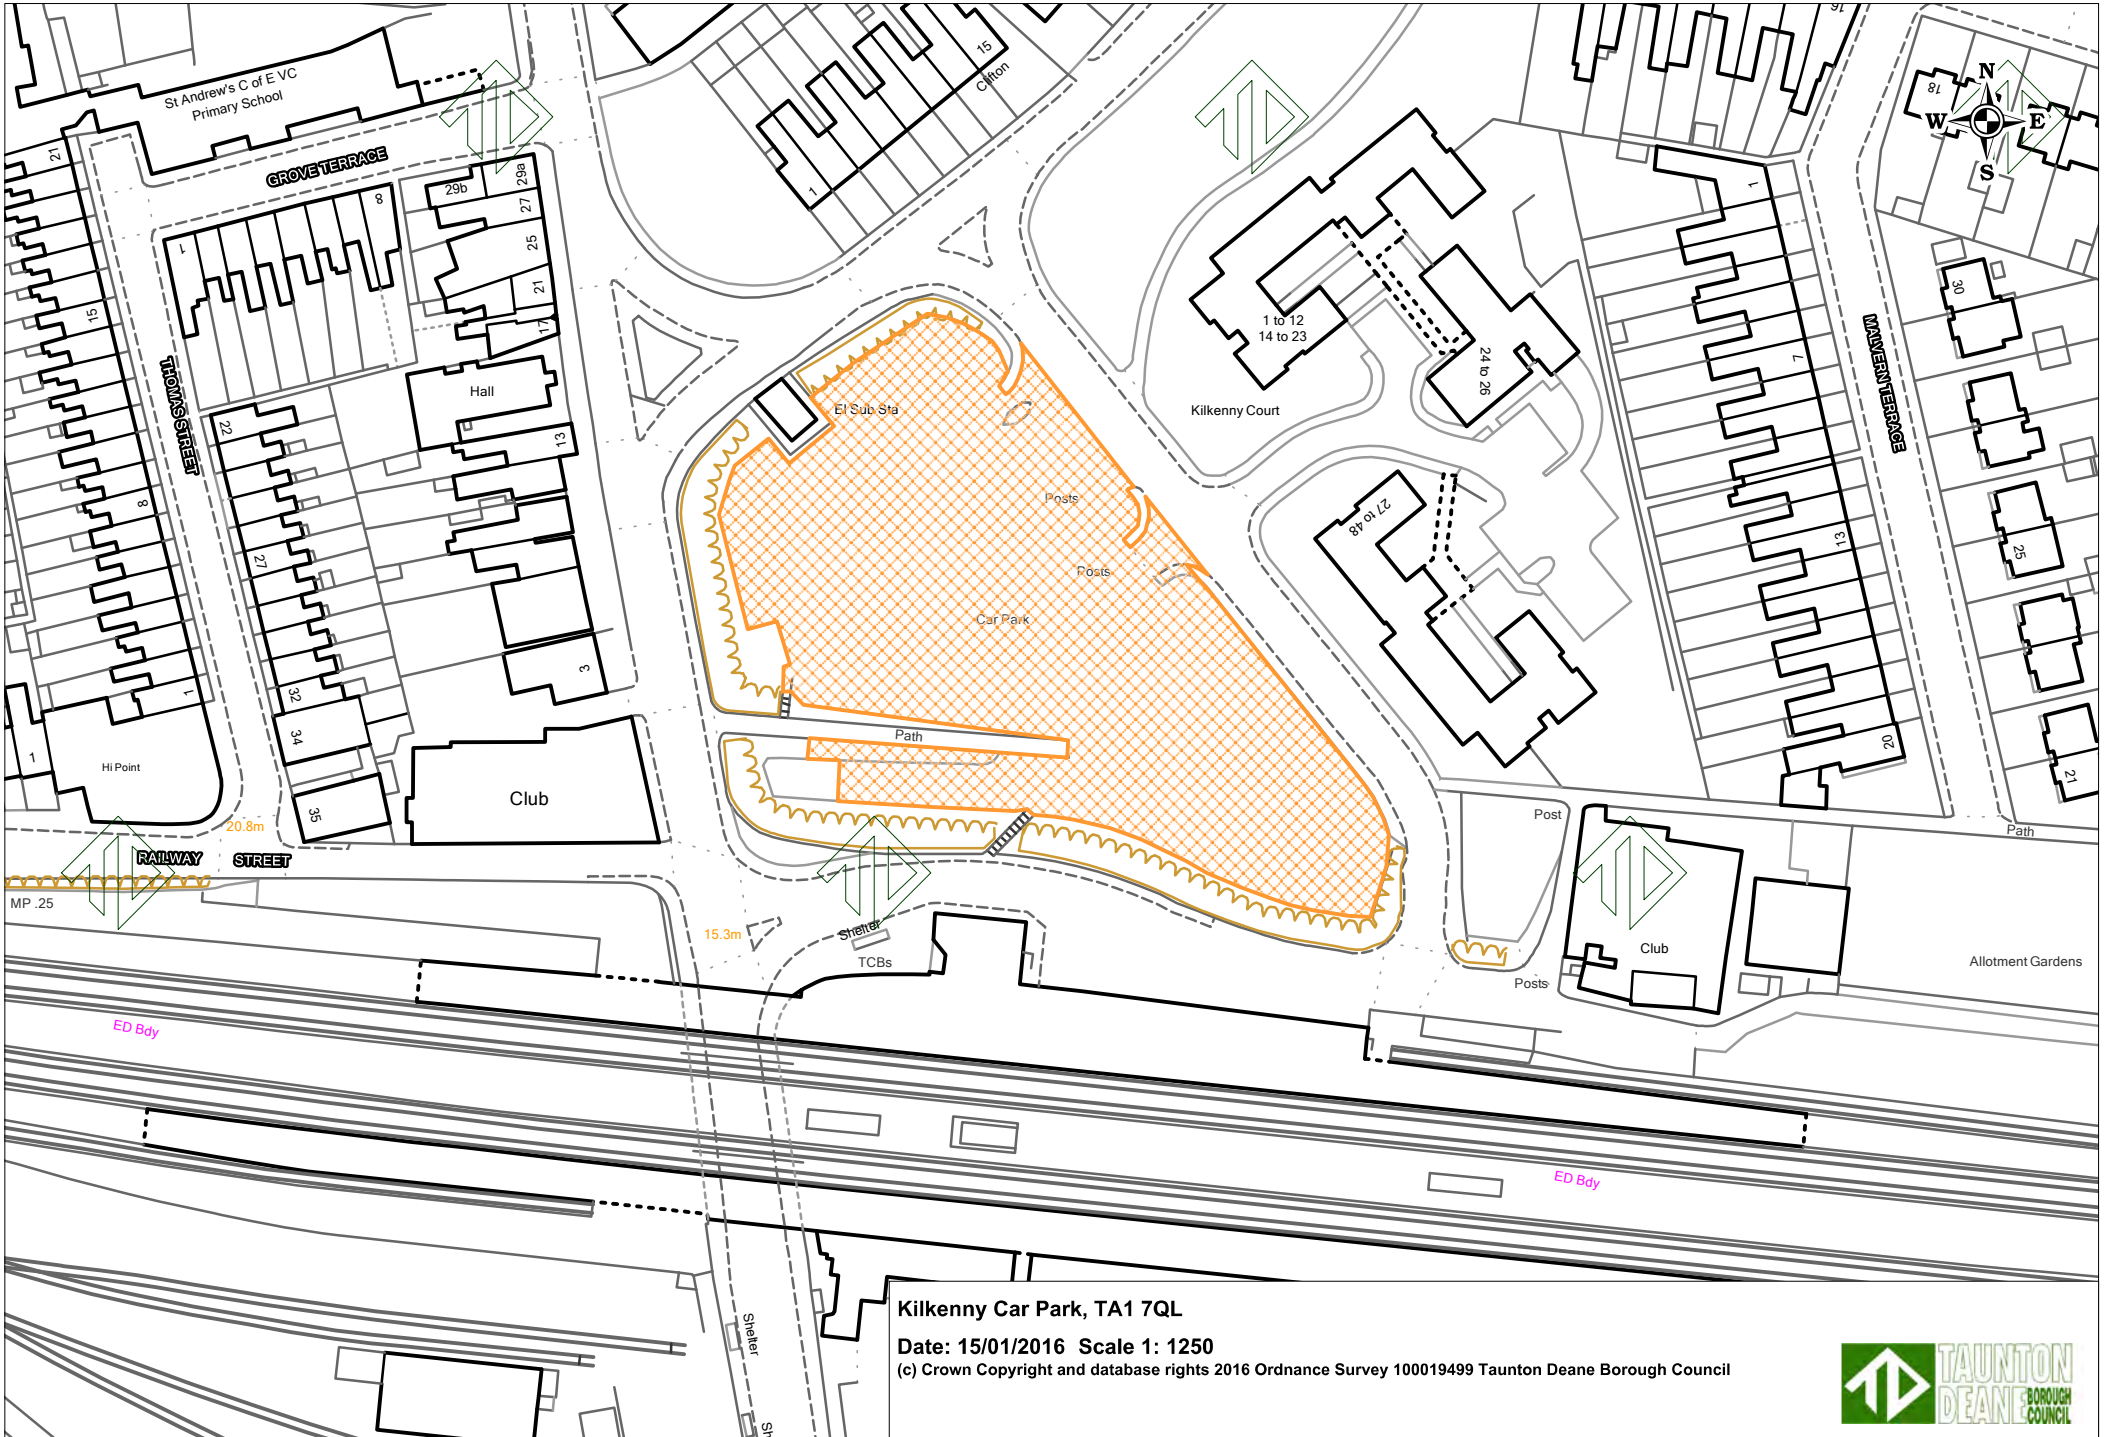 St Andrew's C of E VC
Primary School
15
Clifton
1
16
18
N
W
E
S
21
GROVE TERRACE
29b
29a
27
8
1
25
21
17
15
THOMAS STREET
Hall
22
13
8
27
32
3
1
34
1
Hi Point
35
Club
20.8m
RAILWAY STREET
MP .25
El Sub Sta
Posts
Posts
Car Park
Path
1 to 12
14 to 23
24 to 26
Kilkenny Court
27 to 48
1
7
MALVERN TERRACE
30
13
25
20
21
Post
Path
Club
Posts
Allotment Gardens
15.3m
Shelter
TCBs
ED Bdy
ED Bdy
Shelter
Sh
Kilkenny Car Park, TA1 7QL
Date: 15/01/2016 Scale 1: 1250
(c) Crown Copyright and database rights 2016 Ordnance Survey 100019499 Taunton Deane Borough Council
TAUNTON
DEANE BOROUGH
COUNCIL